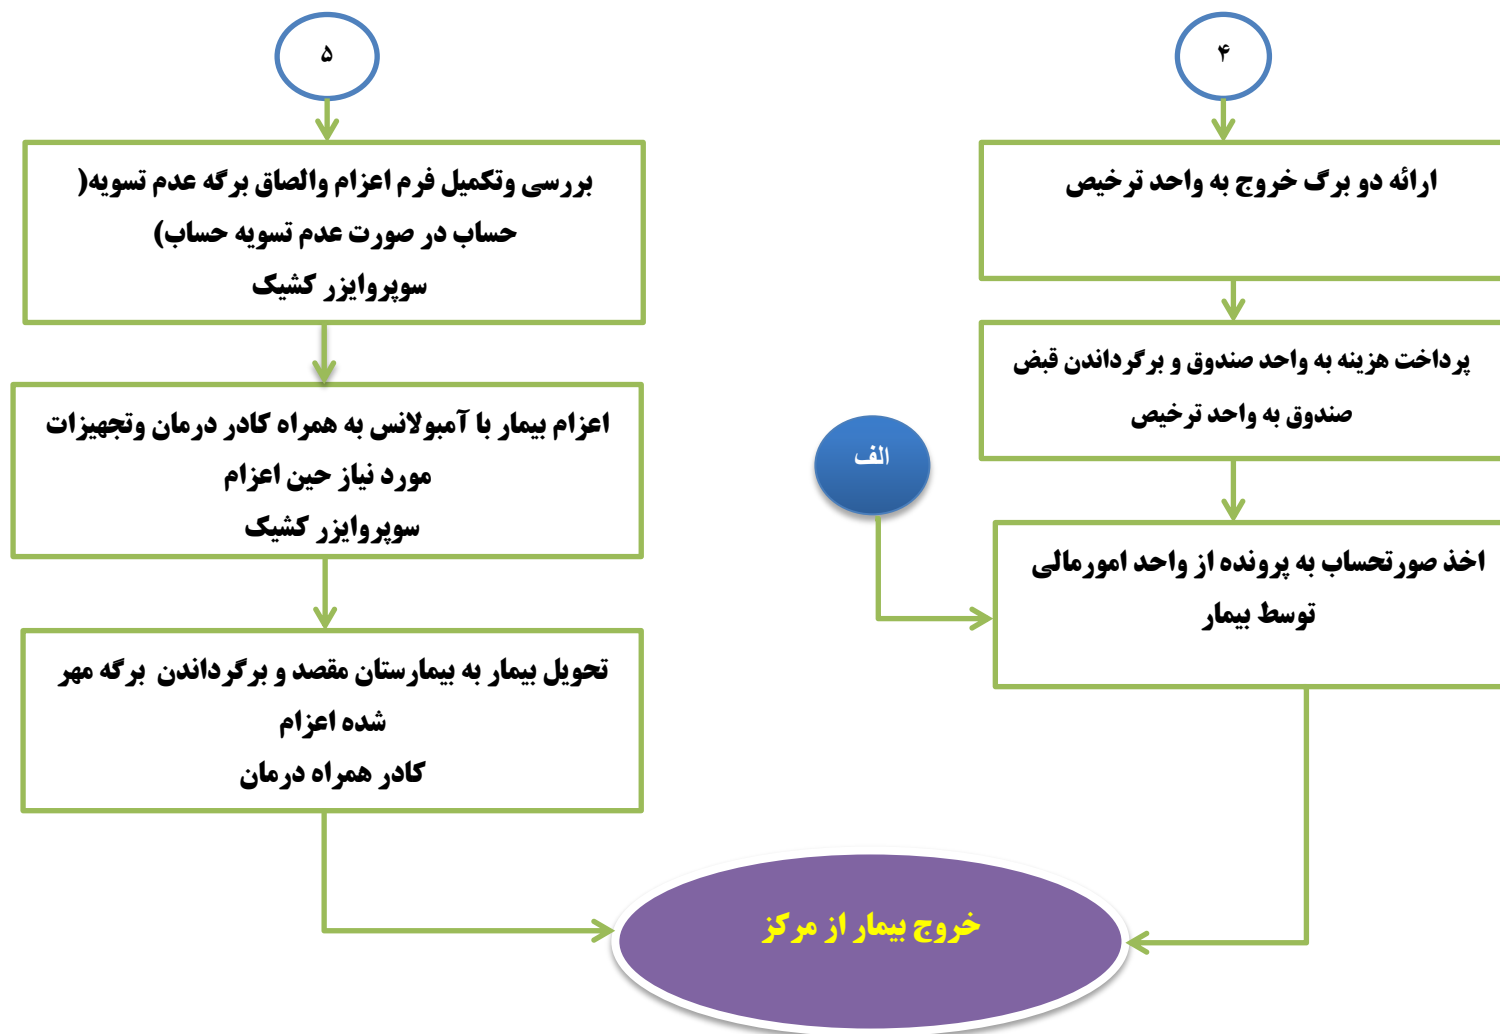 ۴
ارائه دو برگ خروج به واحد ترخیص
پرداخت هزینه به واحد صندوق و برگرداندن قبض
صندوق به واحد ترخیص
الف
اخذ صورتحساب به پرونده از واحد امورمالی
توسط بیمار
۵
بررسی وتکمیل فرم اعزام والصاق برگه عدم تسویه(
حساب در صورت عدم تسویه حساب)
سوپروایزر کشیک
اعزام بیمار با آمبولانس به همراه کادر درمان وتجهیزات
مورد نیاز حین اعزام
سوپروایزر کشیک
تحویل بیمار به بیمارستان مقصد و برگرداندن برگه مهر
شده اعزام
کادر همراه درمان
خروج بیمار از مرکز